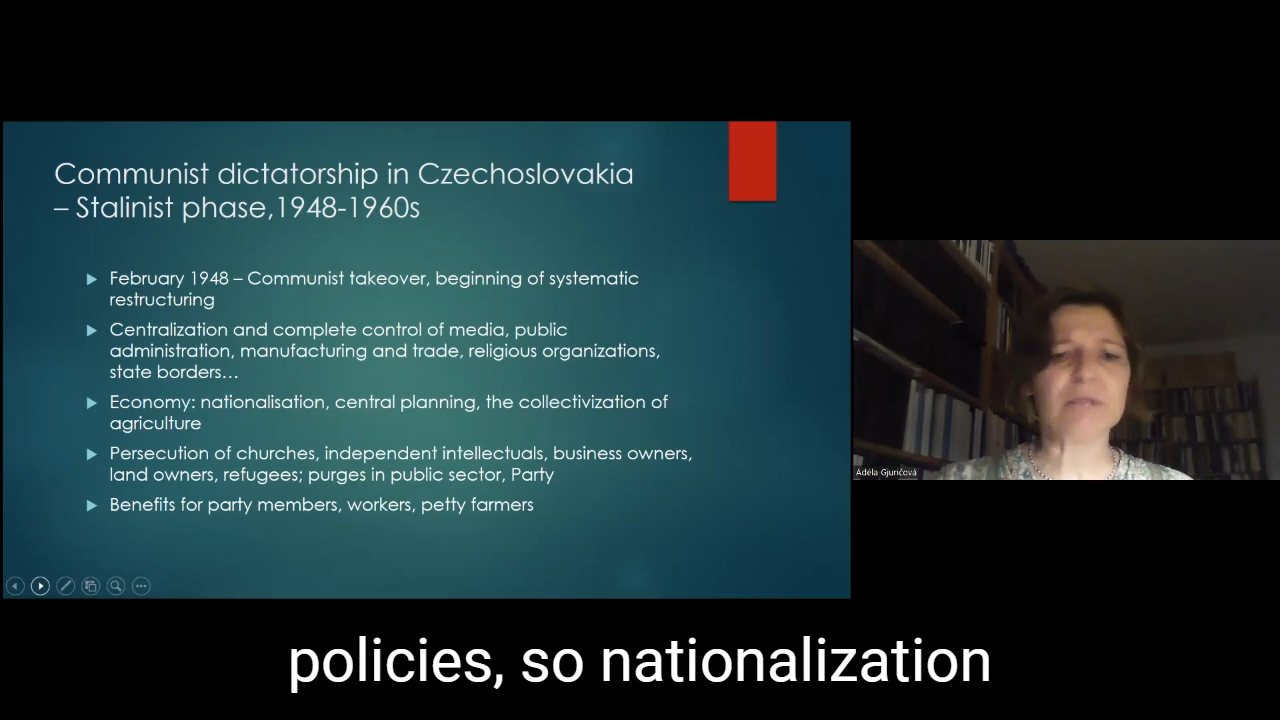 Communist dictatorship in Czechoslovakia
– Stalinist phase,1948-1960s
February 1948 – Communist takeover, beginning of systematic
restructuring
Centralization and complete control of media, public
administration, manufacturing and trade, religious organizations,
state borders…
Economy: nationalisation, central planning, the collectivization of
agriculture
Persecution of churches, independent intellectuals, business owners,
land owners, refugees; purges in public sector, Party
Benefits for party members, workers, petty farmers
Adéla Gjuričová
policies, so nationalization